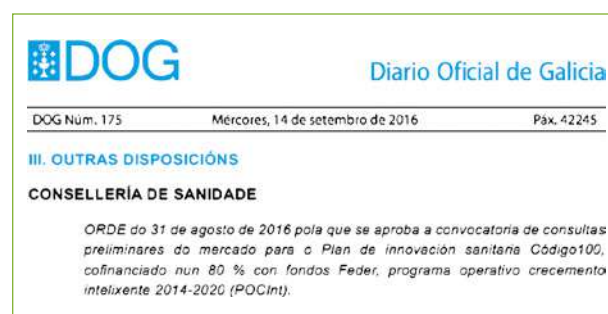 DOG
Diario Oficial de Galicia
DOG Núm. 175 Mércores, 14 de setembro de 2016 Páx. 42245
III. OUTRAS DISPOSICIÓNS
CONSELLERÍA DE SANIDADE
ORDE do 31 de agosto de 2016 pola que se aproba a convocatoria de consultas
preliminares do mercado para o Plan de innovación sanitaria Código100,
cofinanciado nun 80 % con fondos Feder, programa operativo crecemento
intelixente 2014-2020 (POCInt).